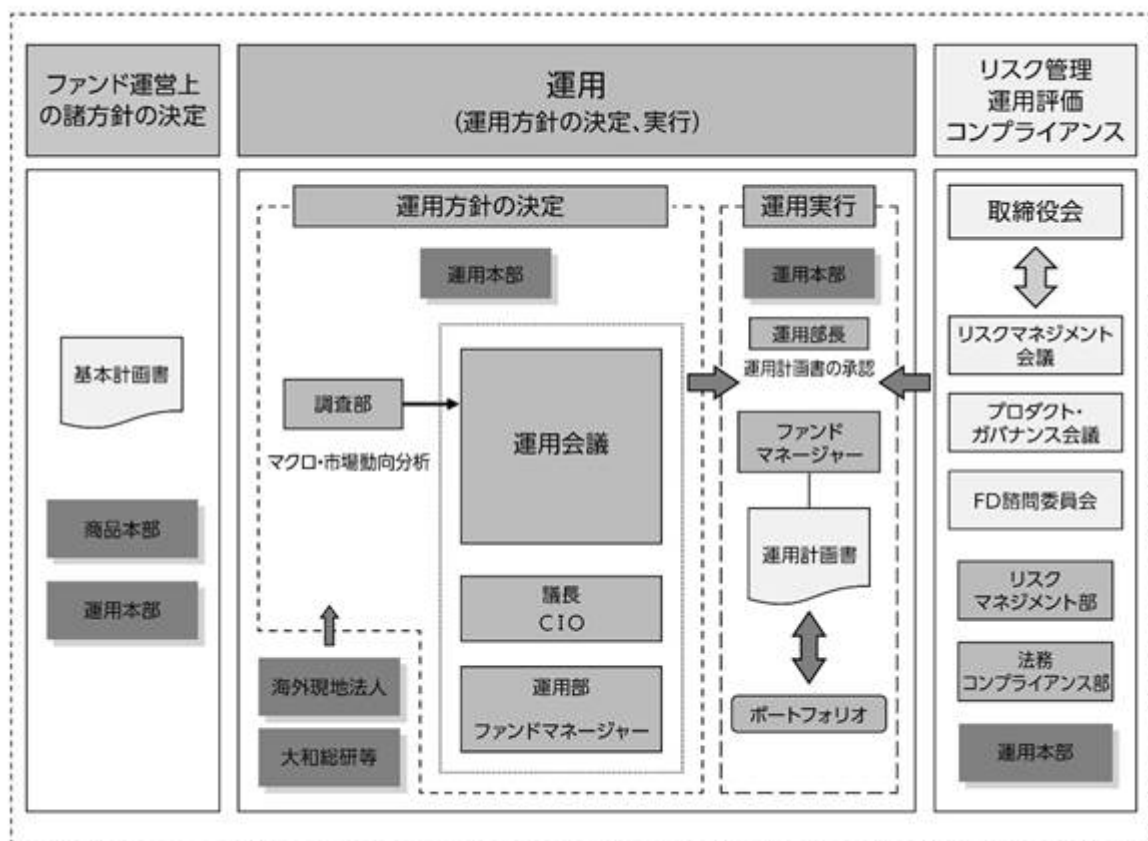 ファンド運営上
の諸方針の決定
運用
(運用方針の決定、実行)
リスク管理
運用評価
コンプライアンス
基本計画書
商品本部
運用本部
運用方針の決定
運用本部
調査部
マクロ・市場動向分析
運用会議
議長
CIO
運用部
ファンドマネージャー
海外現地法人
大和総研等
運用実行
運用本部
運用部長
運用計画書の承認
ファンド
マネージャー
運用計画書
ポートフォリオ
取締役会
リスクマネジメント
会議
プロダクト・
ガバナンス会議
FD諮問委員会
リスク
マネジメント部
法務
コンプライアンス部
運用本部